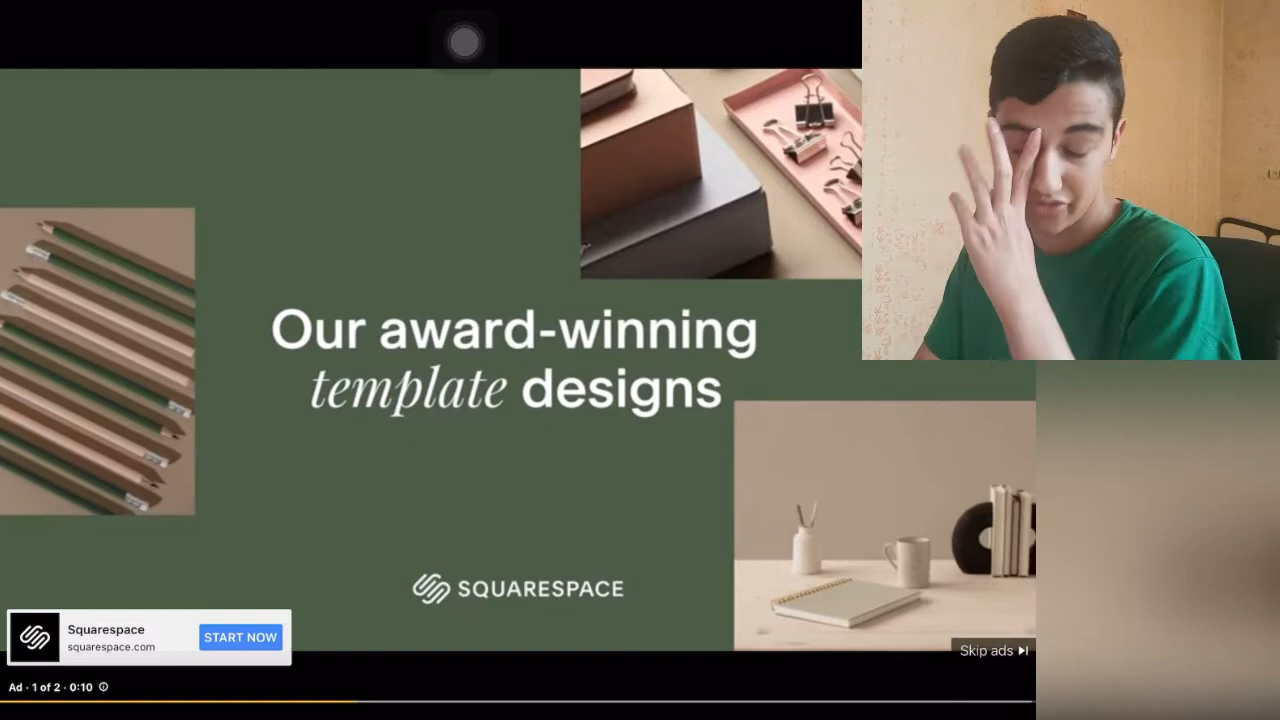 Our award-winning
template designs
SQUARESPACE
Squarespace
squarespace.com
START NOW
Skip ads
Ad · 1 of 2 · 0:10